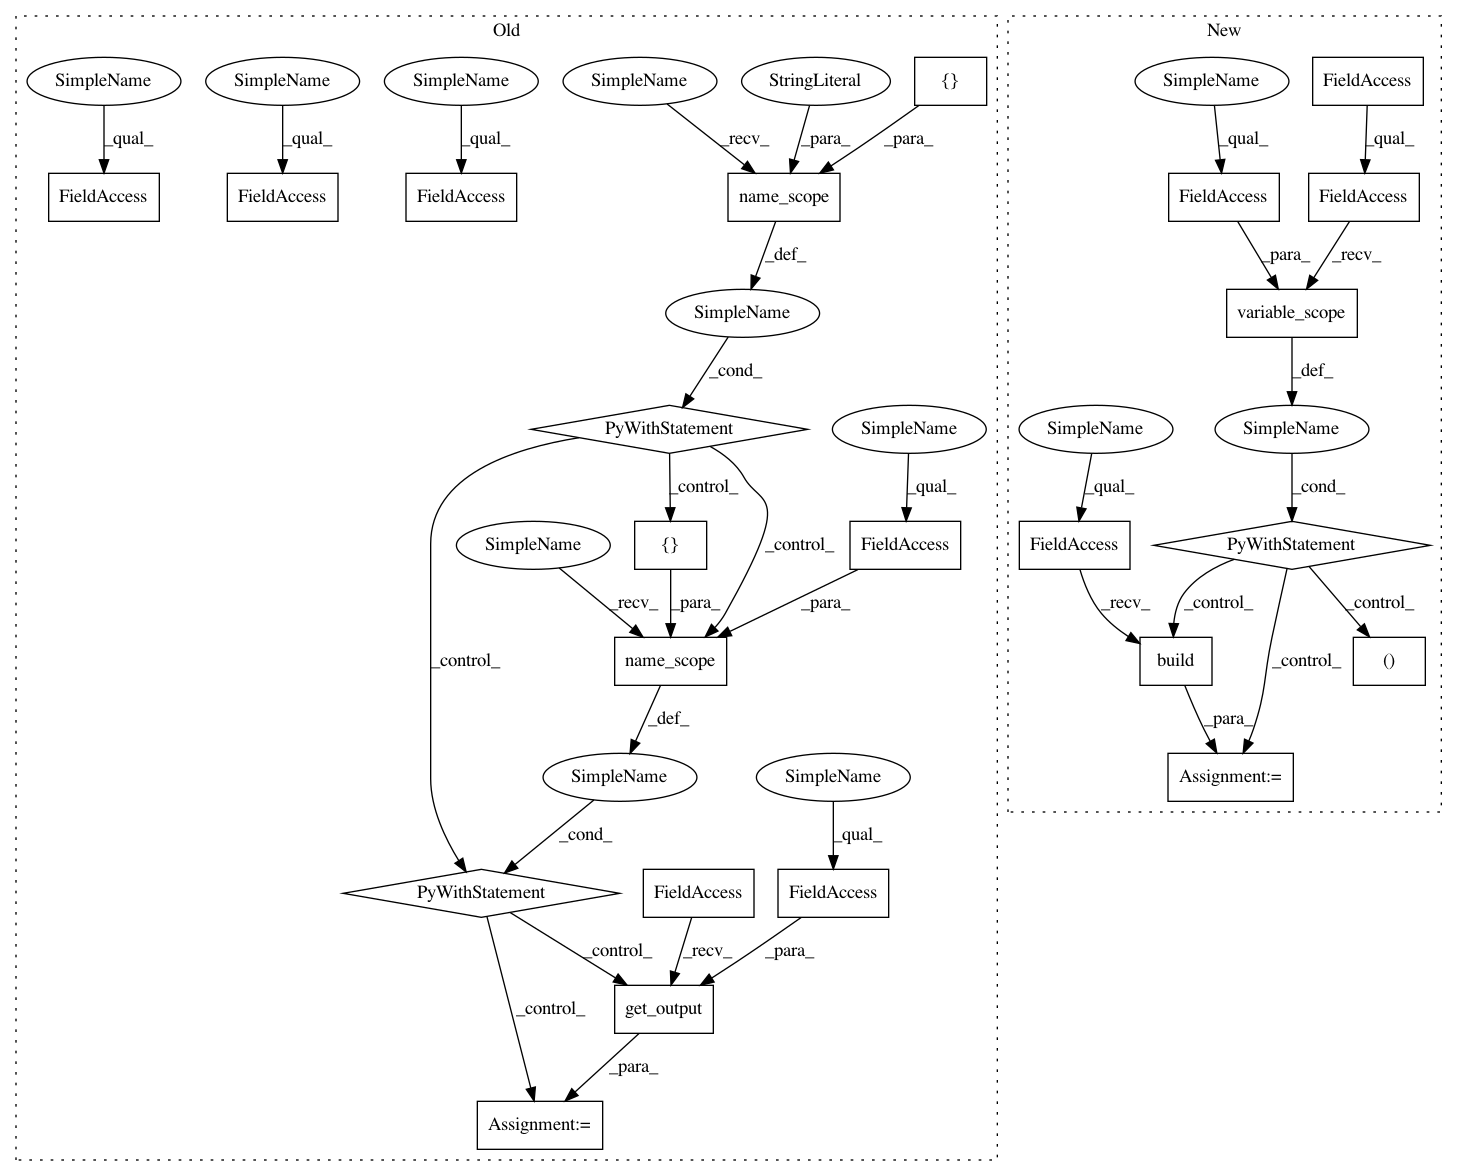 Old
New
SimpleName
SimpleName
SimpleName
SimpleName
StringLiteral
{}
SimpleName
FieldAccess
_qual_
_qual_
_qual_
_recv_
_para_
_para_
_qual_
_qual_
FieldAccess
FieldAccess
FieldAccess
name_scope
FieldAccess
FieldAccess
_def_
_para_
_recv_
SimpleName
variable_scope
_cond_
_def_
PyWithStatement
SimpleName
SimpleName
SimpleName
_control_
_qual_
_qual_
_cond_
SimpleName
{}
FieldAccess
FieldAccess
PyWithStatement
_control_
_recv_
_para_
_para_
_recv_
_control_
_control_
_control_
name_scope
build
_control_
()
_def_
_para_
SimpleName
SimpleName
Assignment:=
_cond_
_qual_
PyWithStatement
FieldAccess
FieldAccess
_control_
_recv_
_para_
_control_
get_output
_para_
Assignment:=